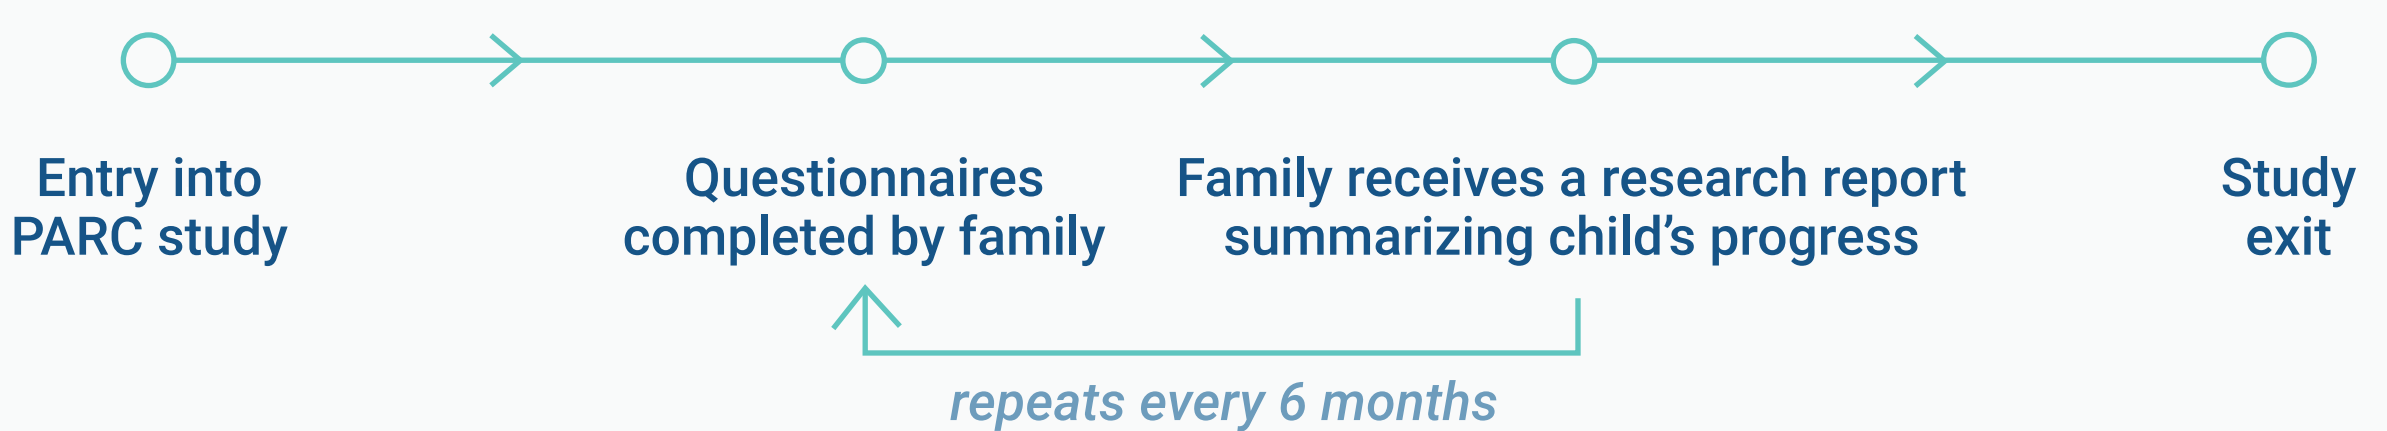 Entry into
PARC study
Questionnaires
completed by family
Family receives a research report
summarizing child's progress
Study
exit
repeats every 6 months